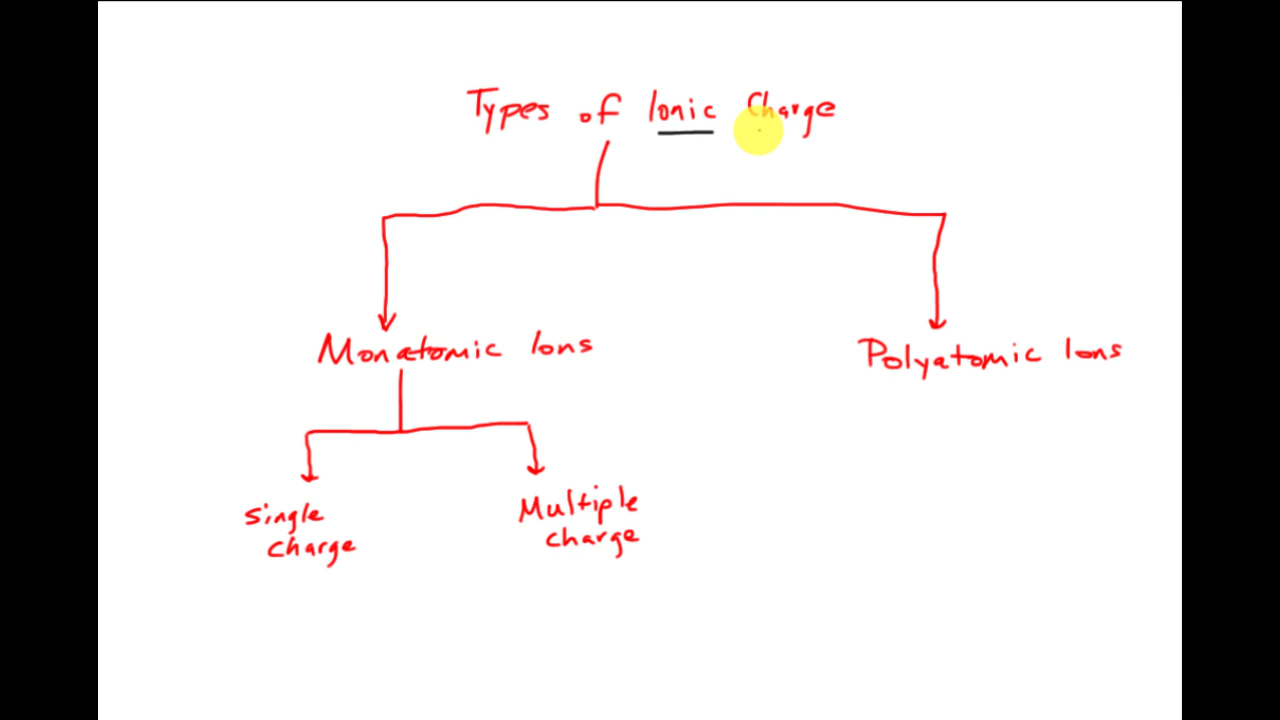 Types of Ionic Charge
Monatomic Ions
Polyatomic Ions
Single
charge
Multiple
charge